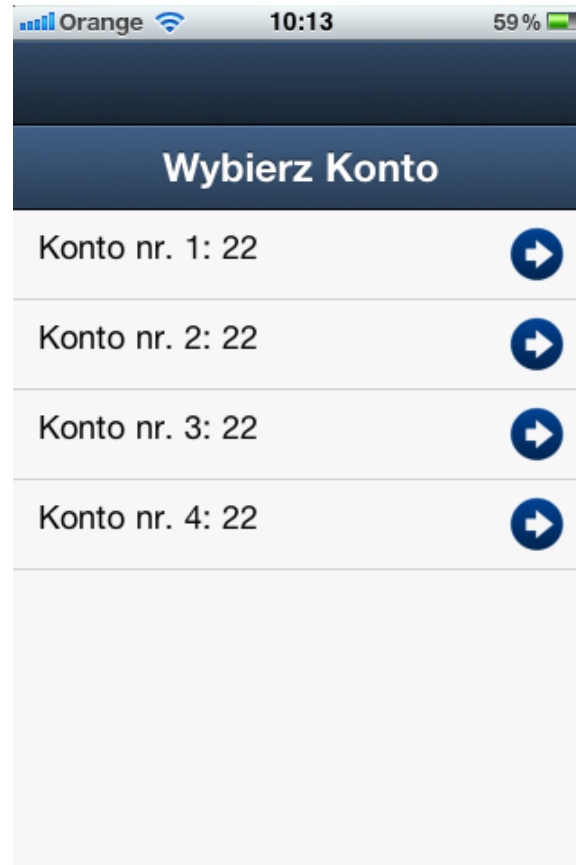 Orange 10:13 59%
Wybierz Konto
Konto nr. 1: 22
Konto nr. 2: 22
Konto nr. 3: 22
Konto nr. 4: 22